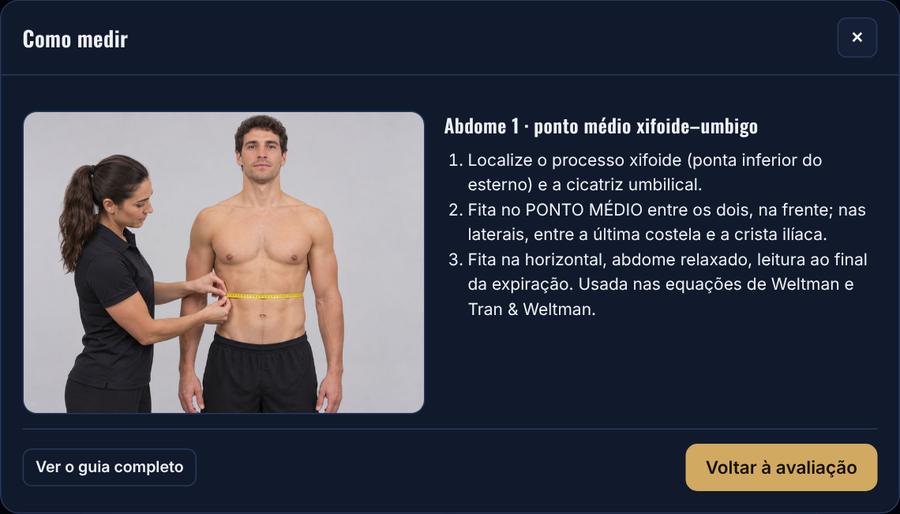 Como medir
×
Abdome 1 · ponto médio xifoide–umbigo
1. Localize o processo xifoide (ponta inferior do
esterno) e a cicatriz umbilical.
2. Fita no PONTO MÉDIO entre os dois, na frente; nas
laterais, entre a última costela e a crista ilíaca.
3. Fita na horizontal, abdome relaxado, leitura ao final
da expiração. Usada nas equações de Weltman e
Tran & Weltman.
Ver o guia completo
Voltar à avaliação